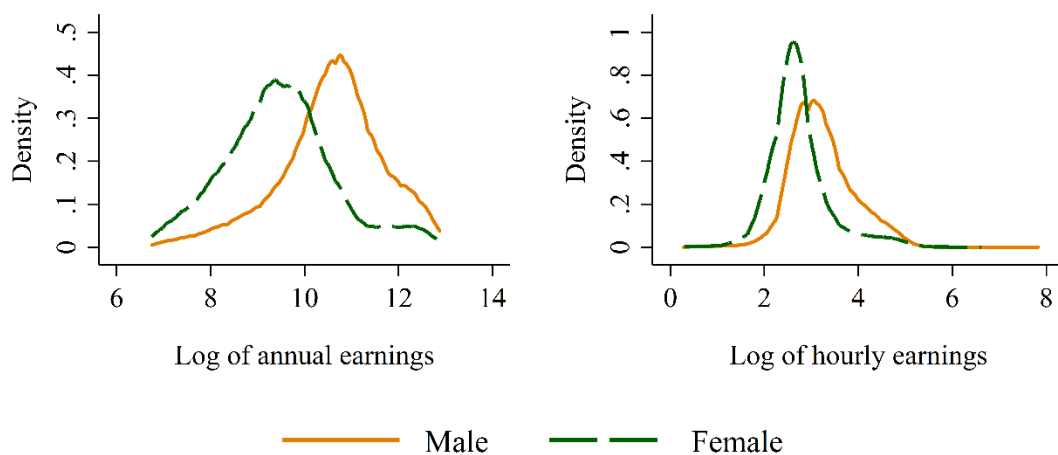 Density
0 .1 .2 .3 .4 .5
6 8 10 12 14
Log of annual earnings
Density
0 .2 .4 .6 .8 1
0 2 4 6 8
Log of hourly earnings
Male Female